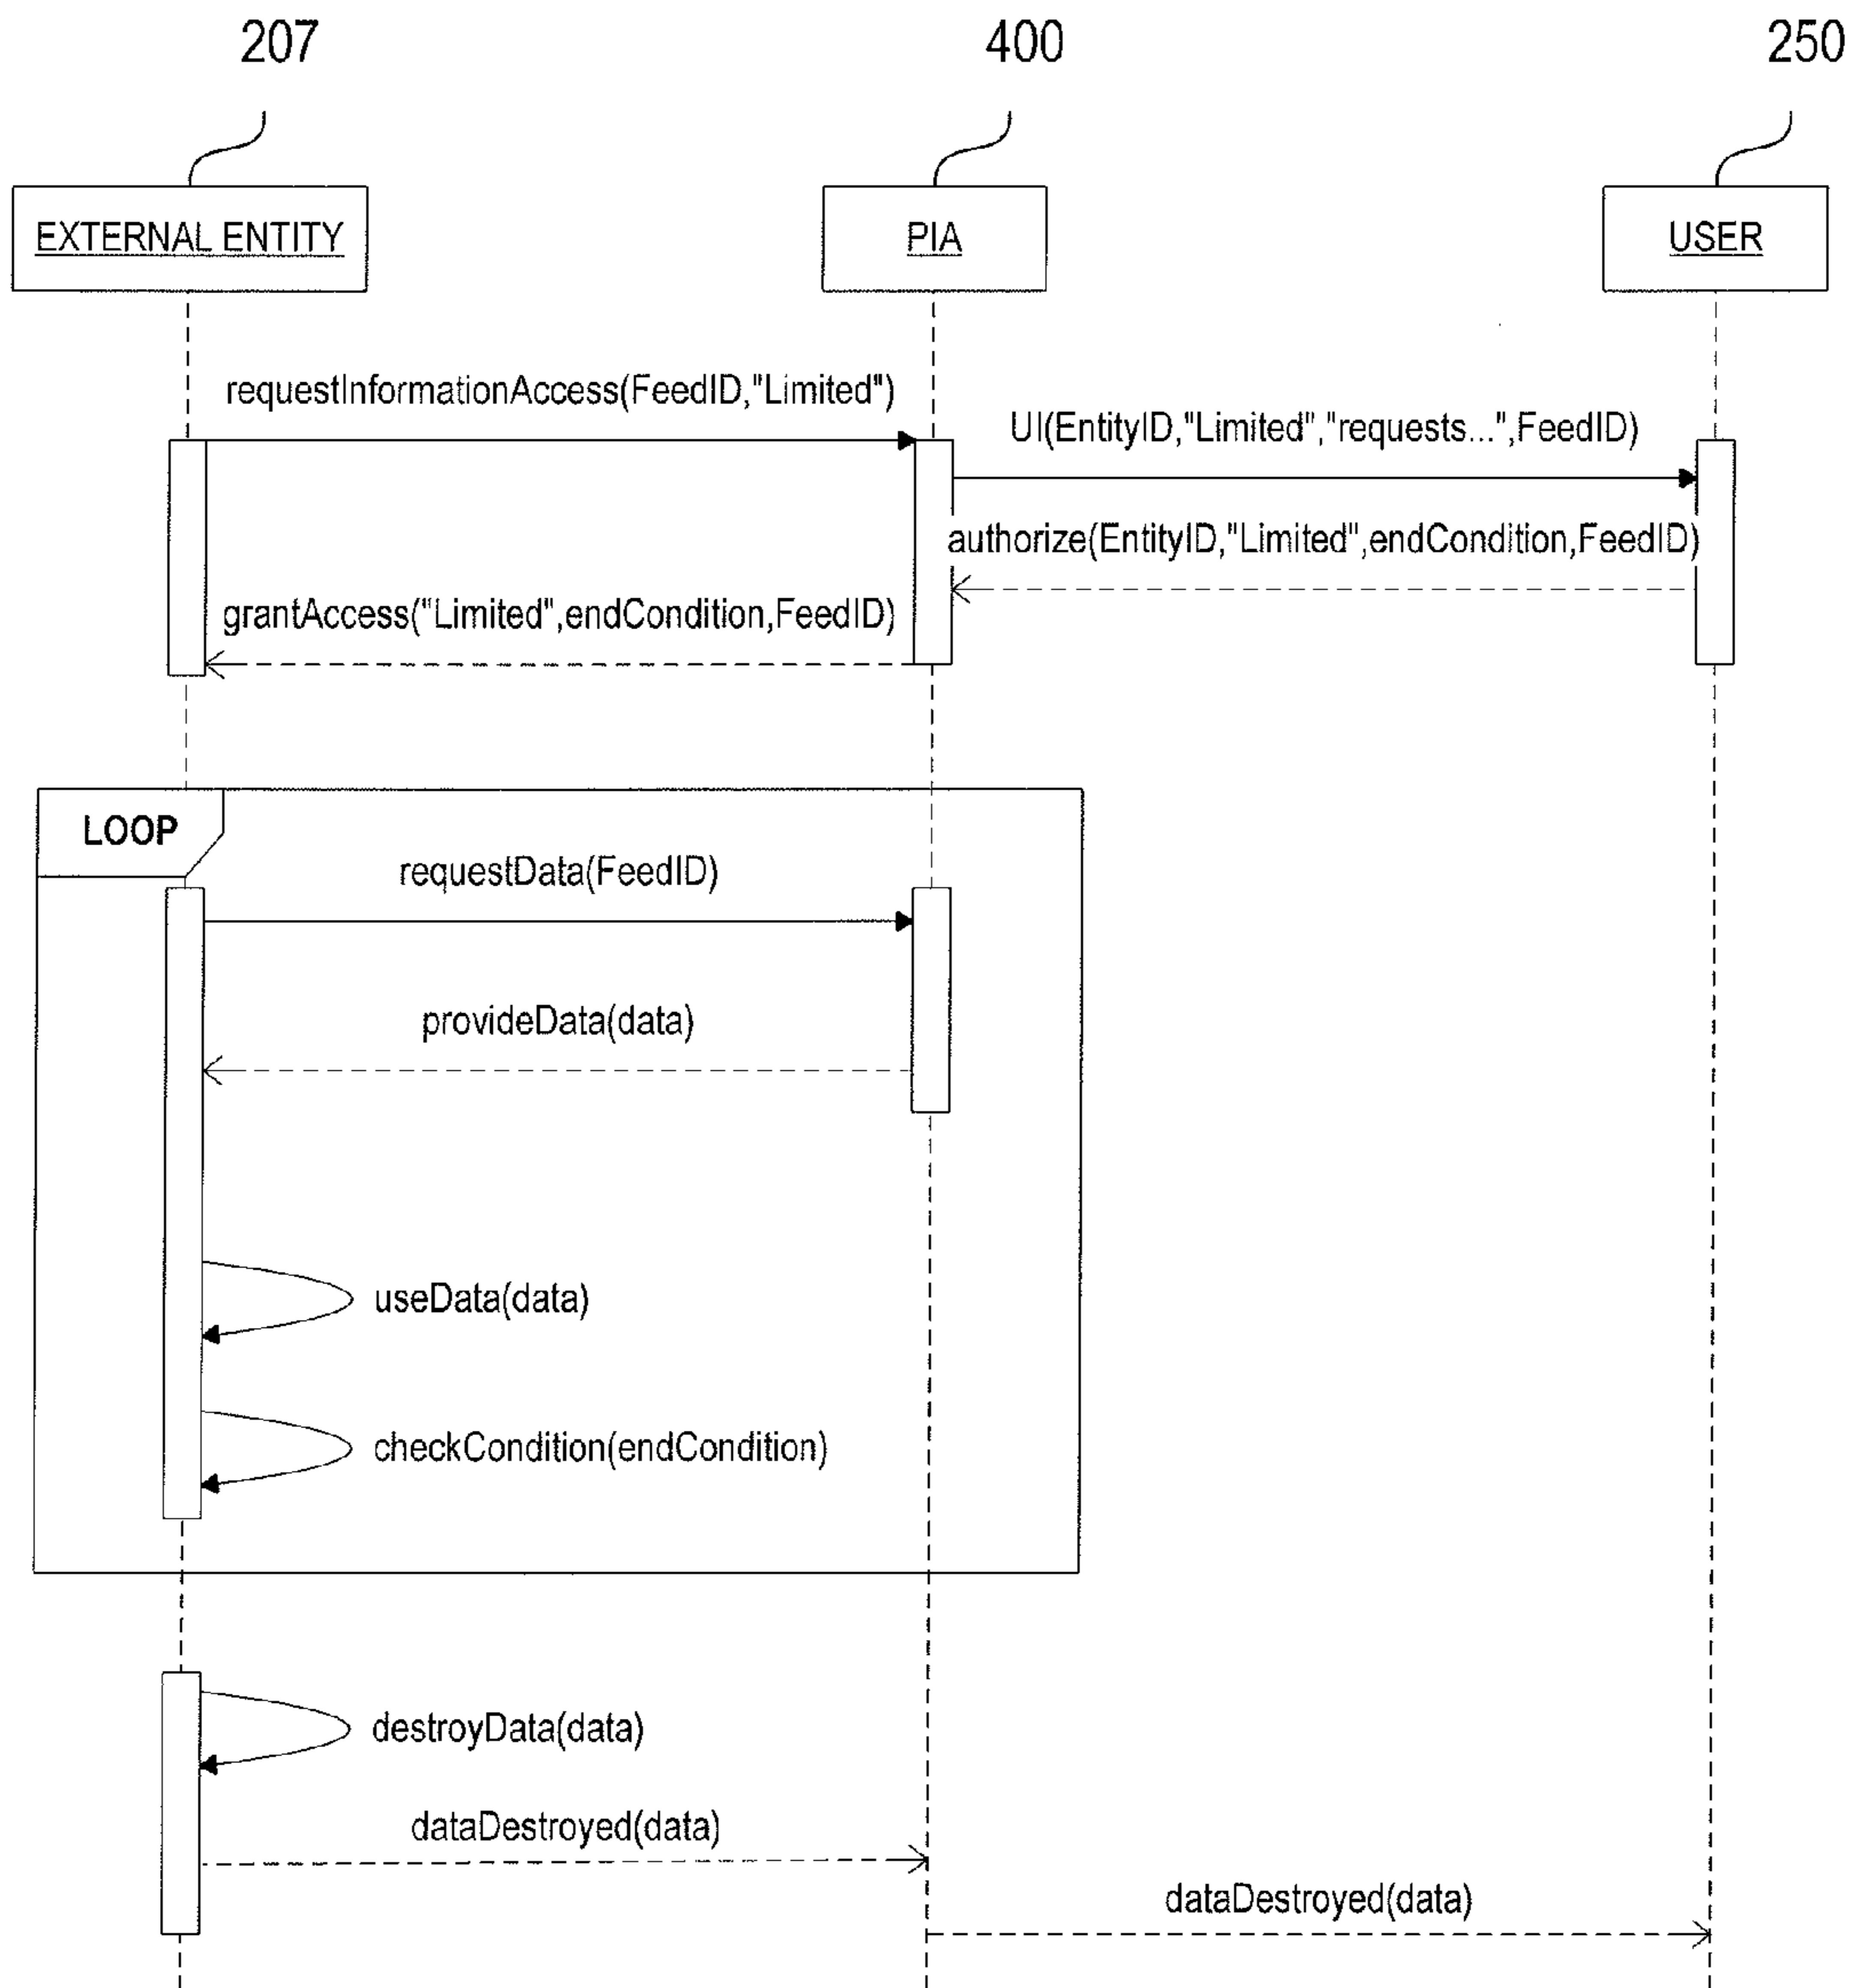 207
400
250
EXTERNAL ENTITY
PIA
USER
requestInformationAccess(FeedID,"Limited")
UI(EntityID,"Limited","requests...",FeedID)
authorize(EntityID,"Limited",endCondition,FeedID)
grantAccess("Limited",endCondition,FeedID)
LOOP
requestData(FeedID)
provideData(data)
useData(data)
checkCondition(endCondition)
destroyData(data)
dataDestroyed(data)
dataDestroyed(data)